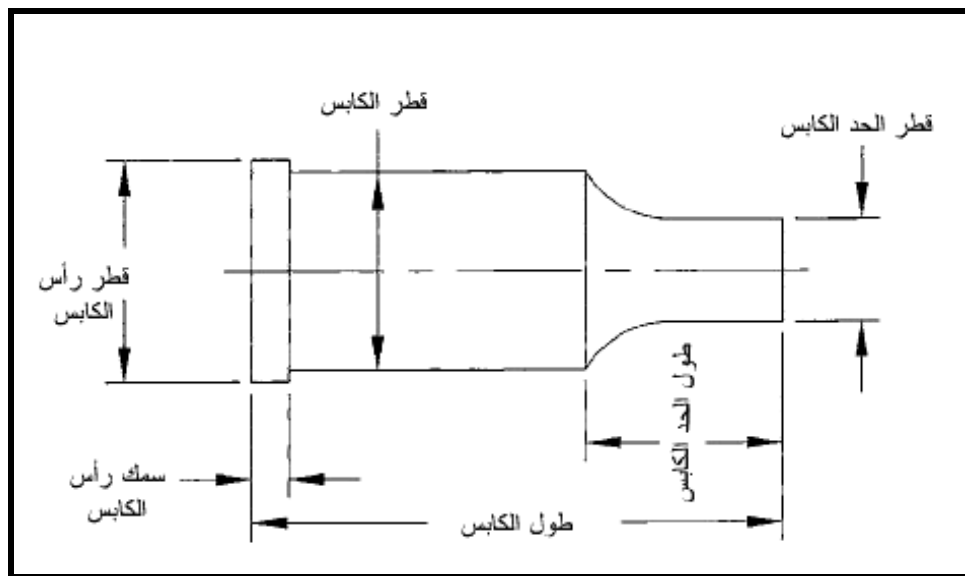 قطر الكابس
قطر الحد الكابس
قطر رأس
الكابس
طول الحد الكابس
سمك رأس
الكابس
طول الكابس